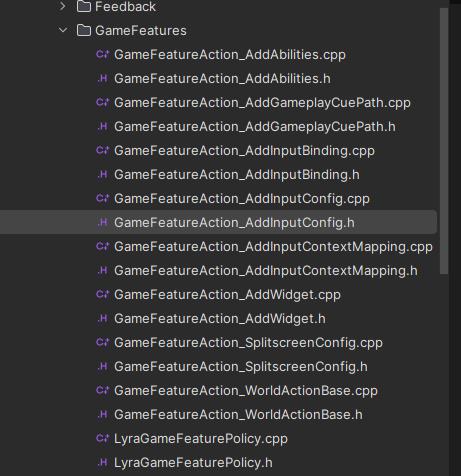 Feedback
GameFeatures
C++ GameFeatureAction_AddAbilities.cpp
.H GameFeatureAction_AddAbilities.h
C++ GameFeatureAction_AddGameplayCuePath.cpp
.H GameFeatureAction_AddGameplayCuePath.h
C++ GameFeatureAction_AddInputBinding.cpp
.H GameFeatureAction_AddInputBinding.h
C++ GameFeatureAction_AddInputConfig.cpp
.H GameFeatureAction_AddInputConfig.h
C++ GameFeatureAction_AddInputContextMapping.cpp
.H GameFeatureAction_AddInputContextMapping.h
C++ GameFeatureAction_AddWidget.cpp
.H GameFeatureAction_AddWidget.h
C++ GameFeatureAction_SplitscreenConfig.cpp
.H GameFeatureAction_SplitscreenConfig.h
C++ GameFeatureAction_WorldActionBase.cpp
.H GameFeatureAction_WorldActionBase.h
C++ LyraGameFeaturePolicy.cpp
.H LyraGameFeaturePolicy.h